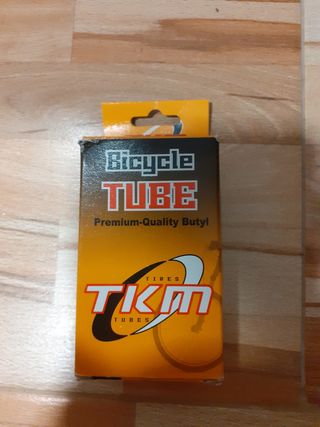 Bicycle
TUBE
Premium-Quality Butyl
TIRES
TKM
TUBES